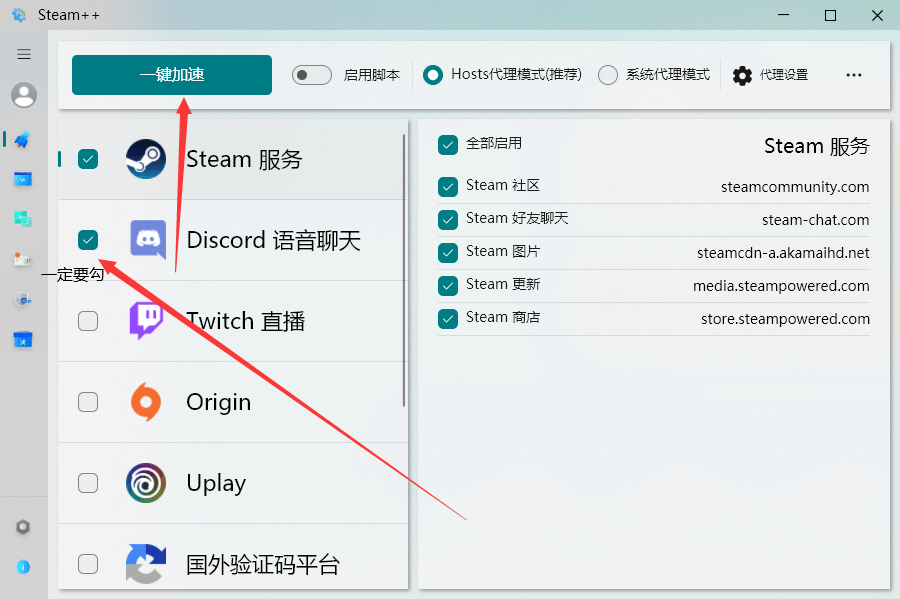 Steam++
一键加速
启用脚本
Hosts代理模式(推荐)
系统代理模式
代理设置
Steam 服务
Discord 语音聊天
一定要勾
Twitch 直播
Origin
Uplay
国外验证码平台
全部启用
Steam 服务
Steam 社区
steamcommunity.com
Steam 好友聊天
steam-chat.com
Steam 图片
steamcdn-a.akamaihd.net
Steam 更新
media.steampowered.com
Steam 商店
store.steampowered.com